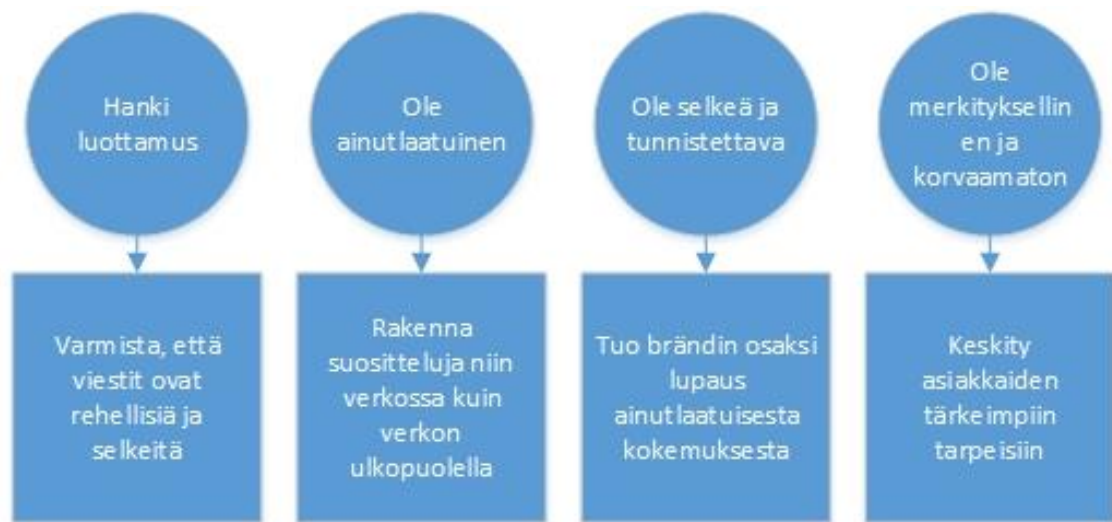 Hanki
luottamus
Ole
ainutlaatuinen
Ole selkeä ja
tunnistettava
Ole
merkityksellin
en ja
korvaamaton
Varmista, että
viestit ovat
rehellisiä ja
selkeitä
Rakenna
suositteluja niin
verkossa kuin
verkon
ulkopuolella
Tuo brändin osaksi
lupaus
ainutlaatuisesta
kokemuksesta
Keskity
asiakkaiden
tärkeimpiin
tarpeisiin